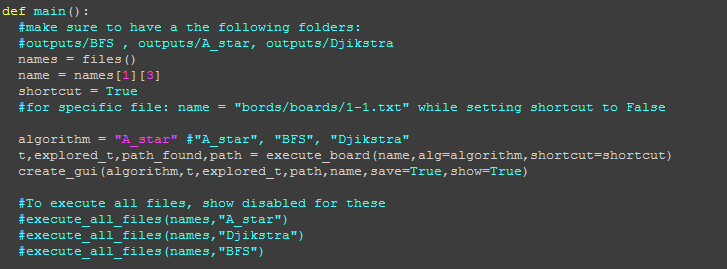 def main():
  #make sure to have a the following folders:
  #outputs/BFS , outputs/A_star, outputs/Djikstra
  names = files()
  name = names[1][3]
  shortcut = True
  #for specific file: name = "bords/boards/1-1.txt" while setting shortcut to False

  algorithm = "A_star" #"A_star", "BFS", "Djikstra"
  t,explored_t,path_found,path = execute_board(name,alg=algorithm,shortcut=shortcut)
  create_gui(algorithm,t,explored_t,path,name,save=True,show=True)

  #To execute all files, show disabled for these
  #execute_all_files(names,"A_star")
  #execute_all_files(names,"Djikstra")
  #execute_all_files(names,"BFS")